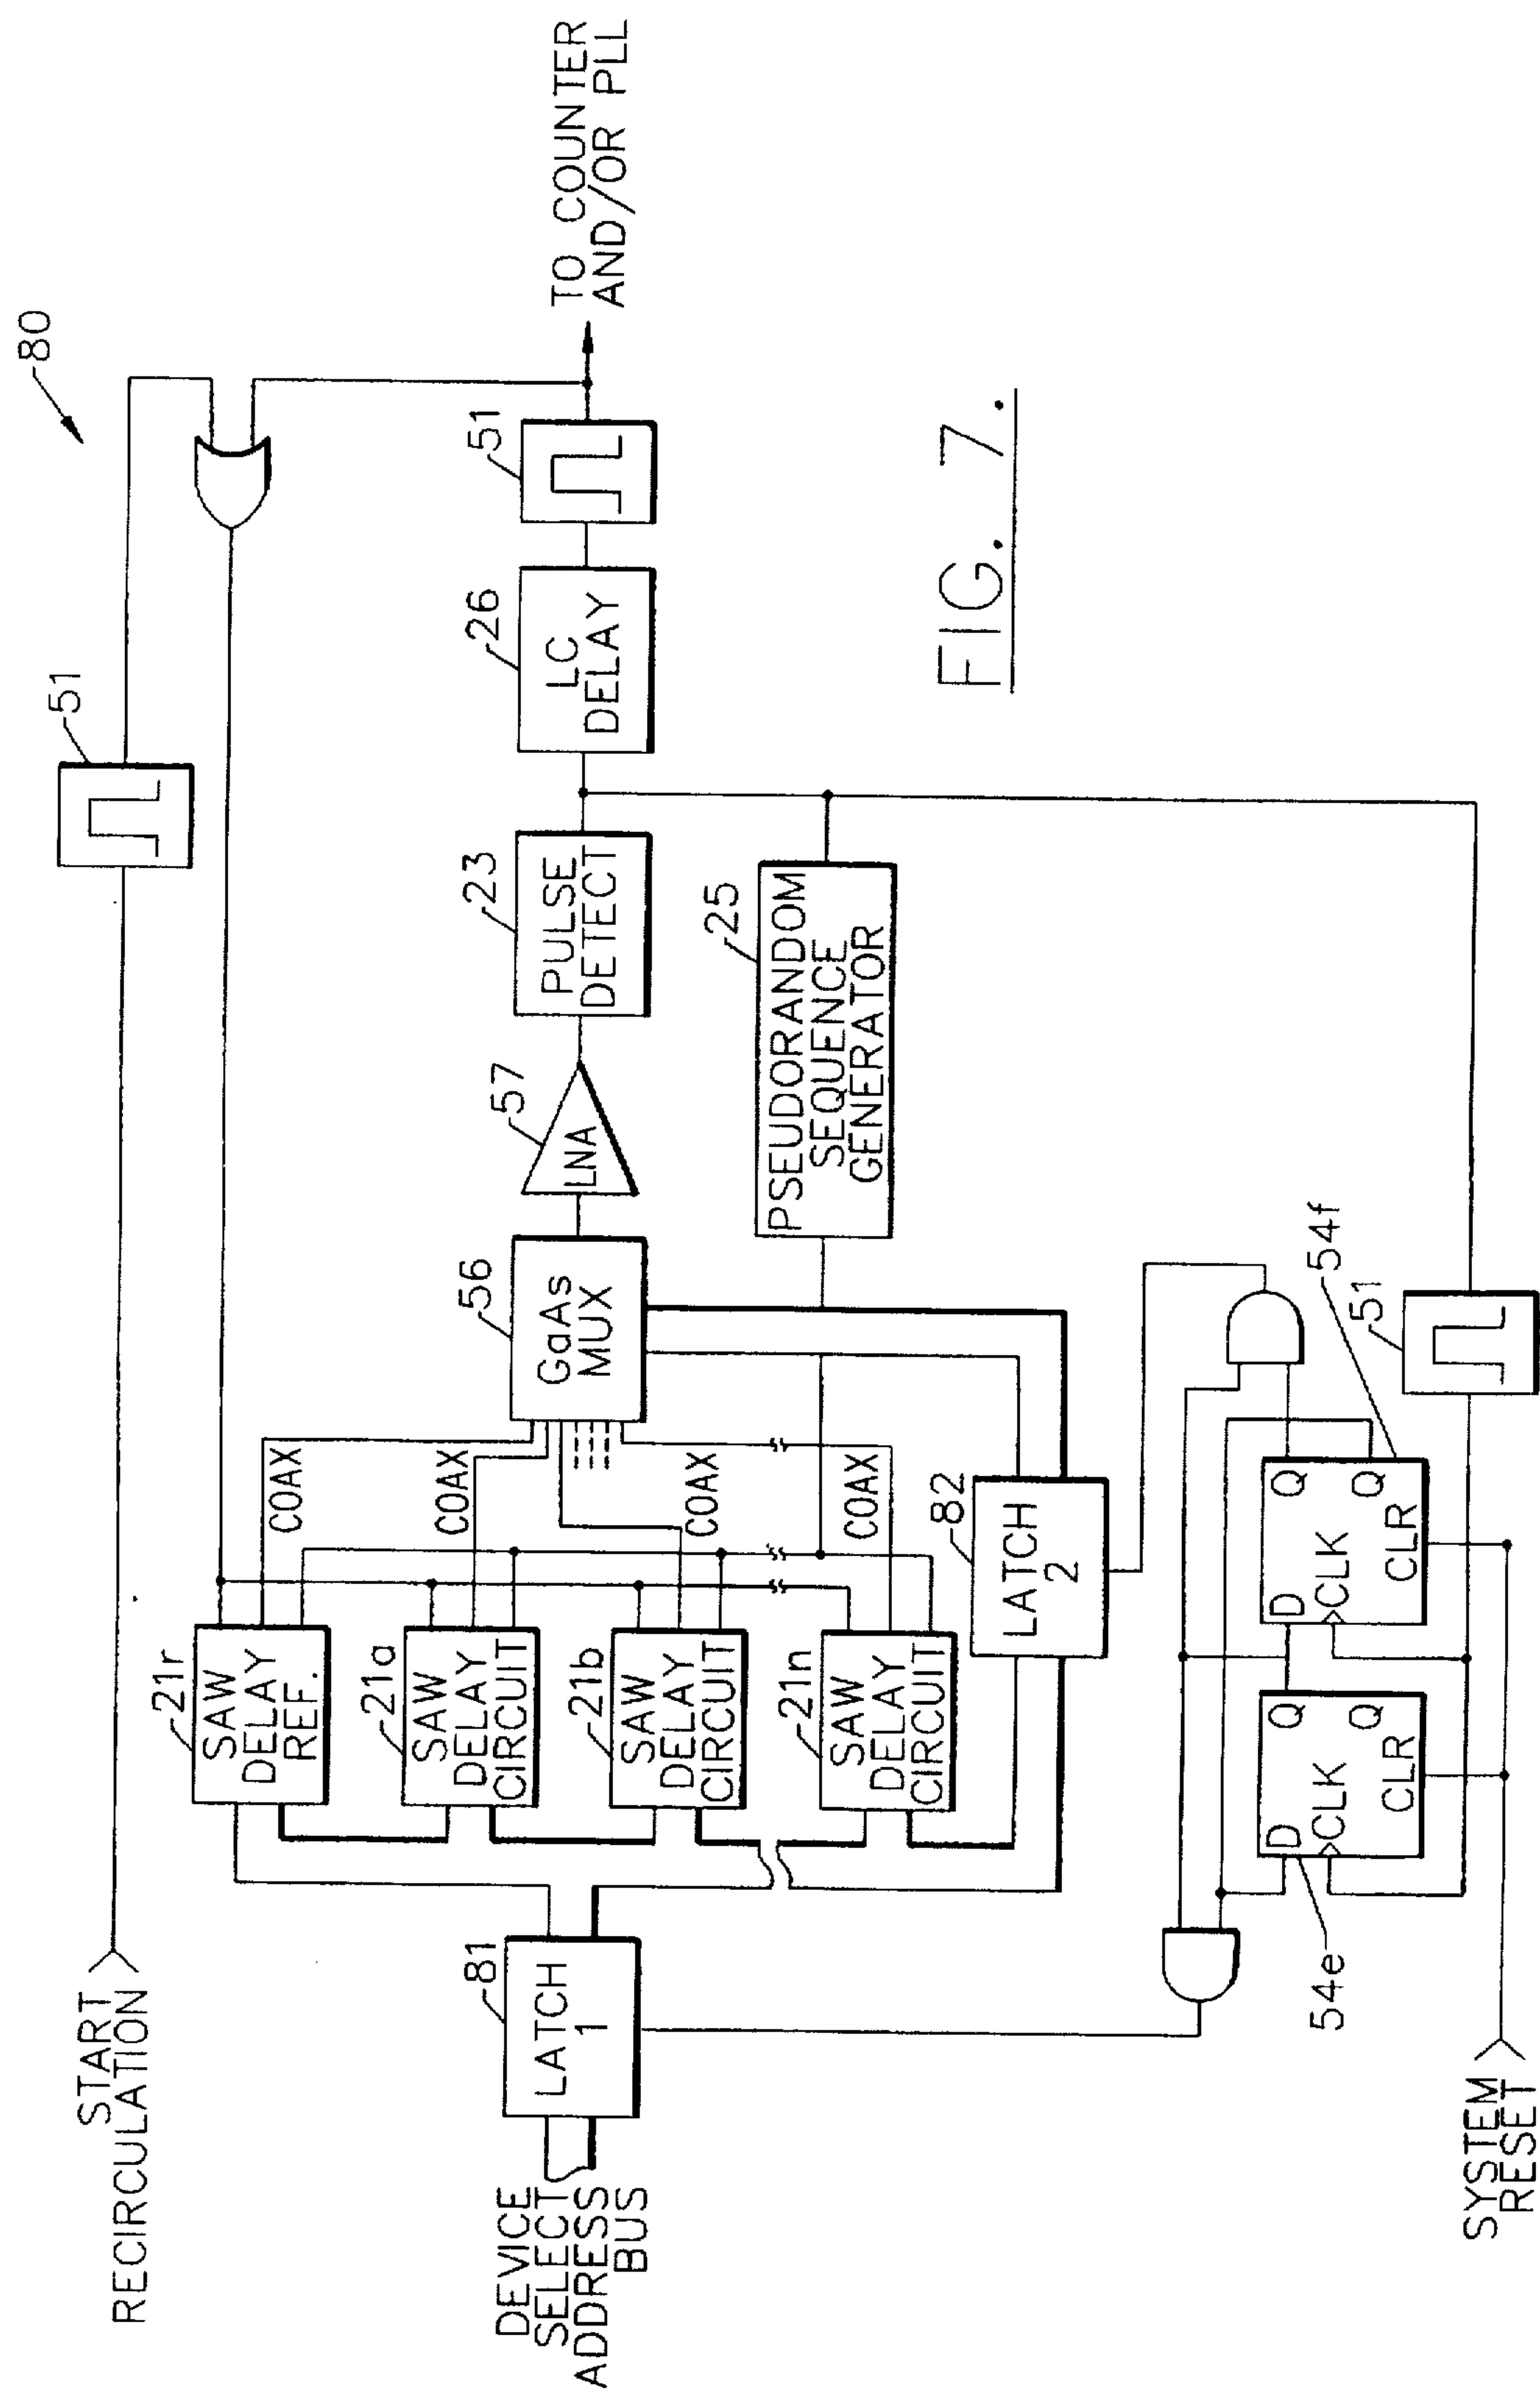 80
START
RECIRCULATION
51
TO COUNTER
AND/OR PLL
21r
SAW
DELAY
REF.
COAX
21a
SAW
DELAY
CIRCUIT
COAX
21b
SAW
DELAY
CIRCUIT
COAX
21n
SAW
DELAY
CIRCUIT
COAX
DEVICE
SELECT
ADDRESS
BUS
81
LATCH
1
56
GaAs
MUX
57
LNA
23
PULSE
DETECT
26
LC
DELAY
51
25
PSEUDORANDOM
SEQUENCE
GENERATOR
82
LATCH
2
54e
D
Q
CLK
Q
CLR
54f
D
Q
CLK
Q
CLR
51
SYSTEM
RESET
FIG. 7.